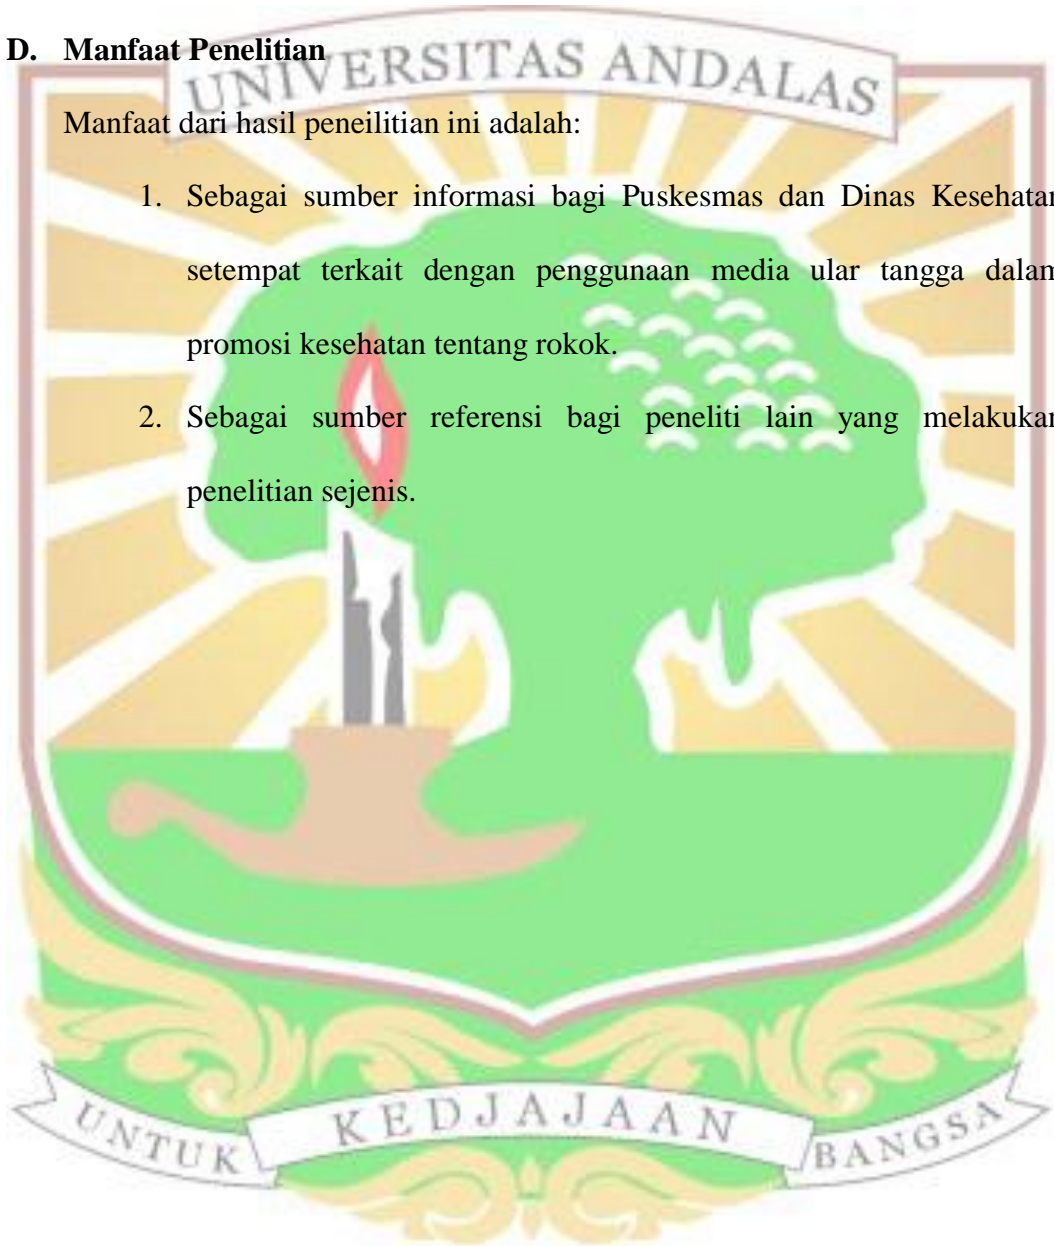 D. Manfaat Penelitian
UNIVERSITAS ANDALAS
Manfaat dari hasil peneilitian ini adalah:
1. Sebagai sumber informasi bagi Puskesmas dan Dinas Kesehatan
setempat terkait dengan penggunaan media ular tangga dalam
promosi kesehatan tentang rokok.
2. Sebagai sumber referensi bagi peneliti lain yang melakukan
penelitian sejenis.
UNTUK KEDJAJAAN BANGSA